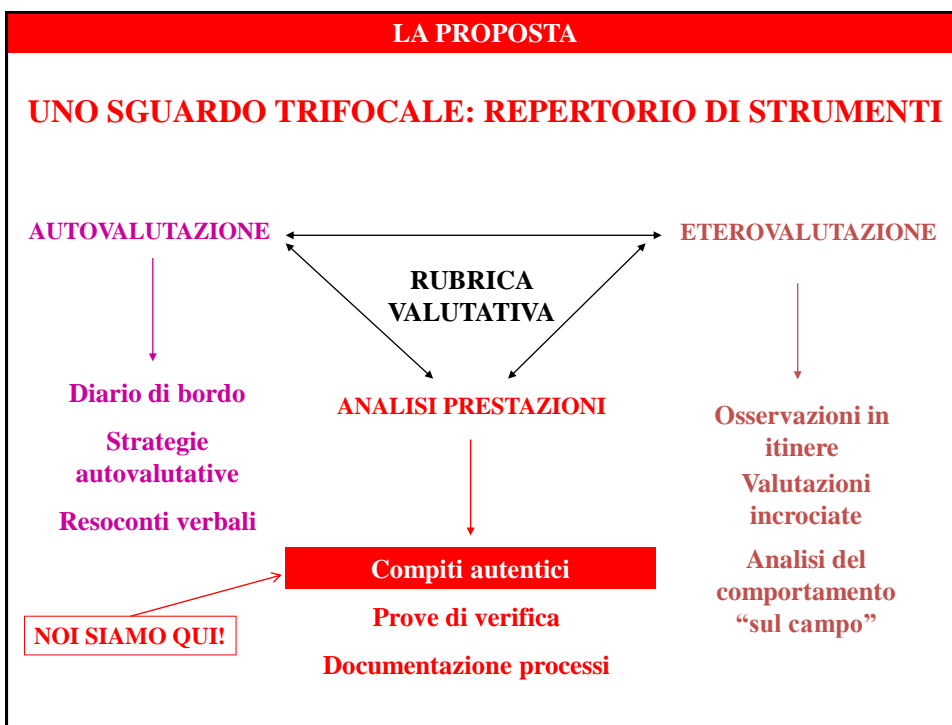 LA PROPOSTA
UNO SGUARDO TRIFOCALE: REPERTORIO DI STRUMENTI
AUTOVALUTAZIONE
ETEROVALUTAZIONE
RUBRICA
VALUTATIVA
ANALISI PRESTAZIONI
Diario di bordo
Strategie
autovalutative
Resoconti verbali
Osservazioni in
itinere
Valutazioni
incrociate
Analisi del
comportamento
“sul campo”
Compiti autentici
Prove di verifica
Documentazione processi
NOI SIAMO QUI!